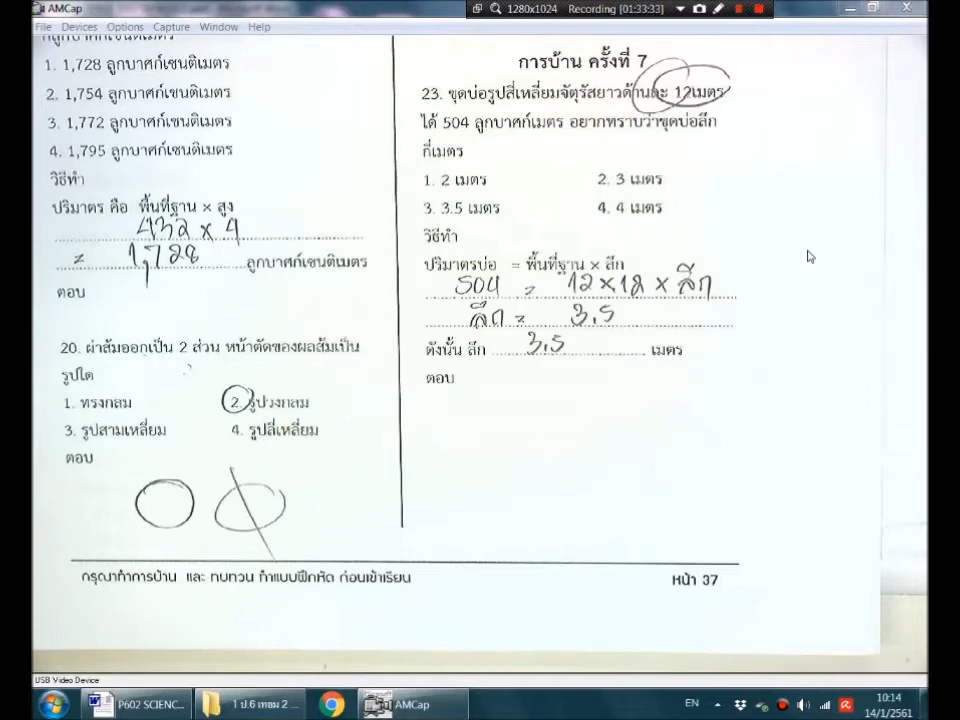 AMCap
1280x1024 Recording [01:33:33]
File Devices Options Capture Window Help
1. 1,728 ลูกบาศก์เซนติเมตร
2. 1,754 ลูกบาศก์เซนติเมตร
3. 1,772 ลูกบาศก์เซนติเมตร
4. 1,795 ลูกบาศก์เซนติเมตร
วิธีทำ
ปริมาตร คือ พื้นที่ฐาน × สูง
432 × 4
= 1,728 ลูกบาศก์เซนติเมตร
ตอบ
20. ผ่าส้มออกเป็น 2 ส่วน หน้าตัดของผลส้มเป็น
รูปใด
1. ทรงกลม 2. รูปวงกลม
3. รูปสามเหลี่ยม 4. รูปสี่เหลี่ยม
ตอบ
การบ้าน ครั้งที่ 7
23. ขุดบ่อรูปสี่เหลี่ยมจัตุรัสยาวด้านละ 12เมตร
ได้ 504 ลูกบาศก์เมตร อยากทราบว่าขุดบ่อลึก
กี่เมตร
1. 2 เมตร 2. 3 เมตร
3. 3.5 เมตร 4. 4 เมตร
วิธีทำ
ปริมาตรบ่อ = พื้นที่ฐาน × ลึก
504 = 12 × 12 × ลึก
ลึก = 3.5
ดังนั้น ลึก 3.5 เมตร
ตอบ
กรุณาทำการบ้าน และ ทบทวน ทำแบบฝึกหัด ก่อนเข้าเรียน หน้า 37
USB Video Device
P602 SCIENC... 1 ป.6 เทอม 2 ... AMCap EN 10:14
14/1/2561